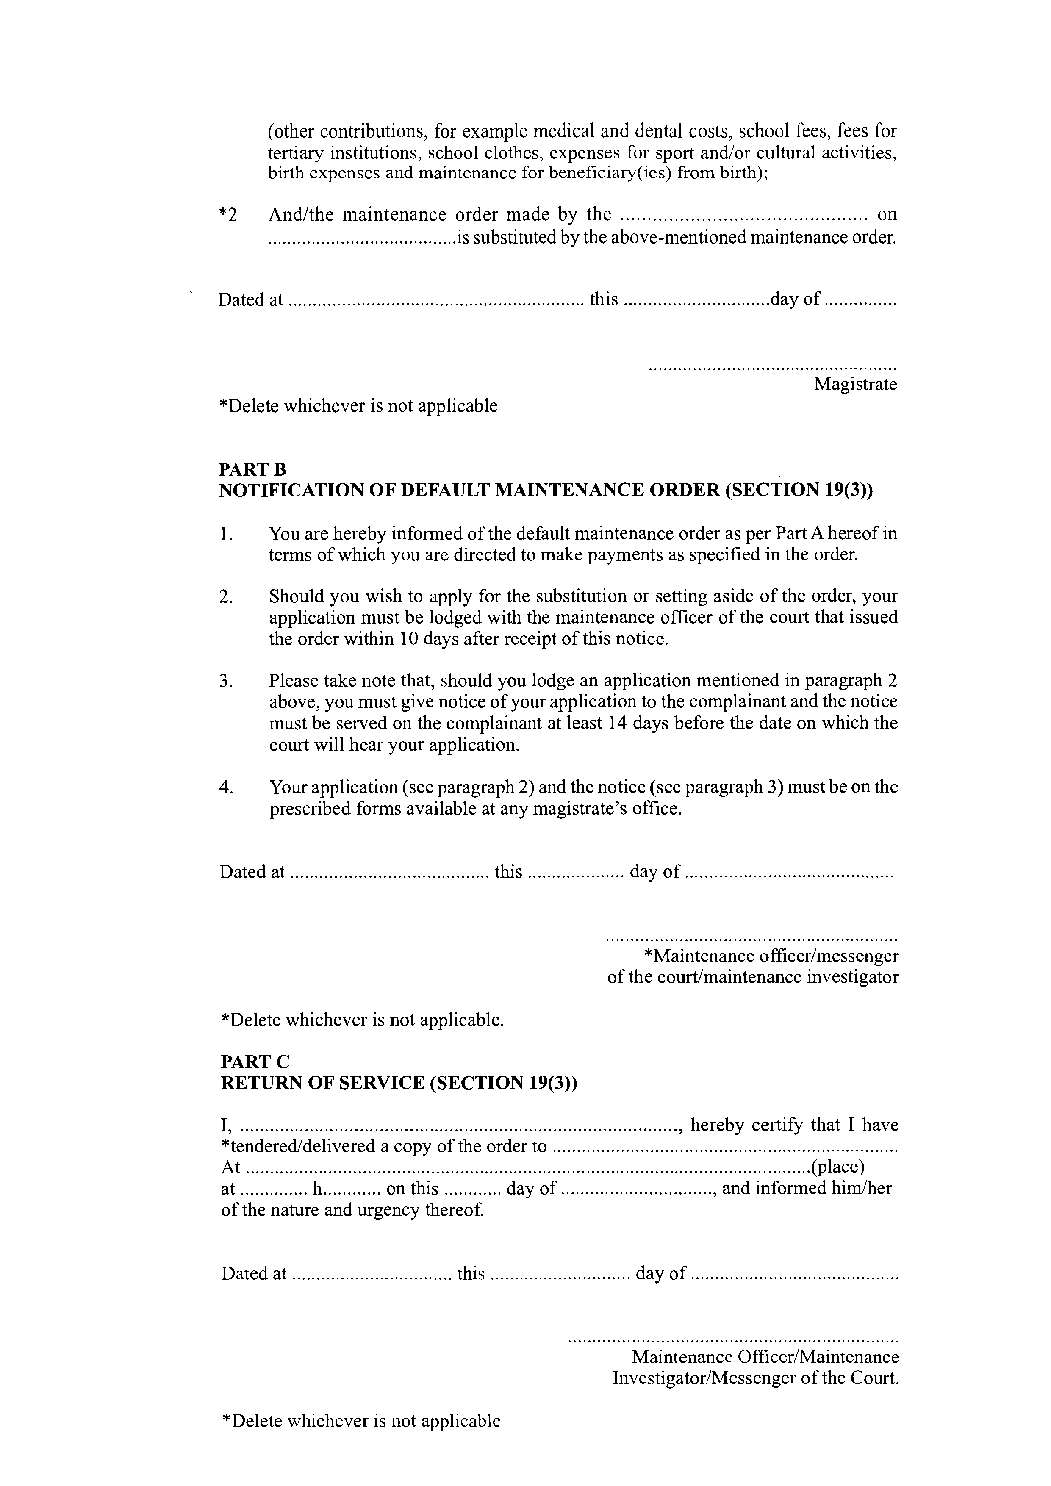 (other contributions, for example medical and dental costs, school fees, fees for
tertiary institutions, school clothes, expenses for sport and/or cultural activities,
birth expenses and maintenance for beneficiary(ies) from birth);
*2 And/the maintenance order made by the ............................................. on
.......................................is substituted by the above-mentioned maintenance order.
Dated at ............................................................. this ..............................day of ...............
...................................................
Magistrate
*Delete whichever is not applicable
PART B
NOTIFICATION OF DEFAULT MAINTENANCE ORDER (SECTION 19(3))
1. You are hereby informed of the default maintenance order as per Part A hereof in
terms of which you are directed to make payments as specified in the order.
2. Should you wish to apply for the substitution or setting aside of the order, your
application must be lodged with the maintenance officer of the court that issued
the order within 10 days after receipt of this notice.
3. Please take note that, should you lodge an application mentioned in paragraph 2
above, you must give notice of your application to the complainant and the notice
must be served on the complainant at least 14 days before the date on which the
court will hear your application.
4. Your application (see paragraph 2) and the notice (see paragraph 3) must be on the
prescribed forms available at any magistrate's office.
Dated at ......................................... this .................... day of ...........................................
............................................................
*Maintenance officer/messenger
of the court/maintenance investigator
*Delete whichever is not applicable.
PART C
RETURN OF SERVICE (SECTION 19(3))
I, ......................................................................................, hereby certify that I have
*tendered/delivered a copy of the order to .......................................................................
At ....................................................................................................................(place)
at .............. h............ on this ............ day of ..............................., and informed him/her
of the nature and urgency thereof.
Dated at ................................. this ............................. day of ...........................................
....................................................................
Maintenance Officer/Maintenance
Investigator/Messenger of the Court.
*Delete whichever is not applicable